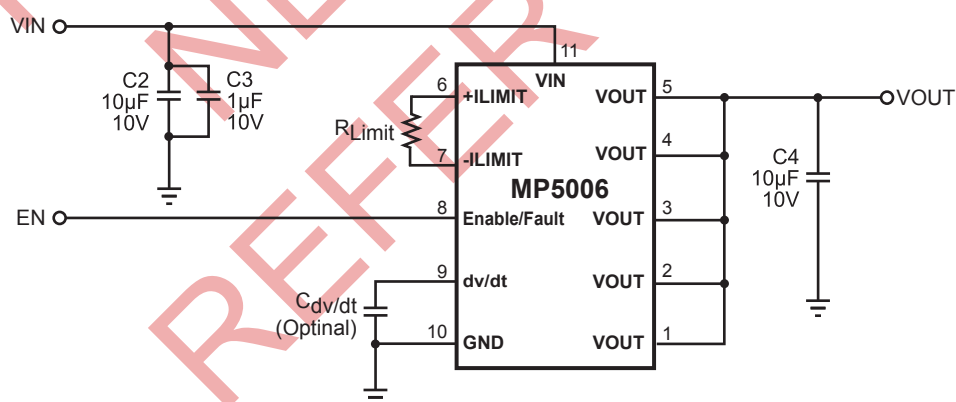 VIN
11
C2
10µF
10V
C3
1µF
10V
6
+ILIMIT
VIN
VOUT
5
VOUT
RLimit
7
-ILIMIT
VOUT
4
C4
10µF
10V
MP5006
EN
8
Enable/Fault
VOUT
3
9
dv/dt
VOUT
2
Cdv/dt
(Optinal)
10
GND
VOUT
1
REFER